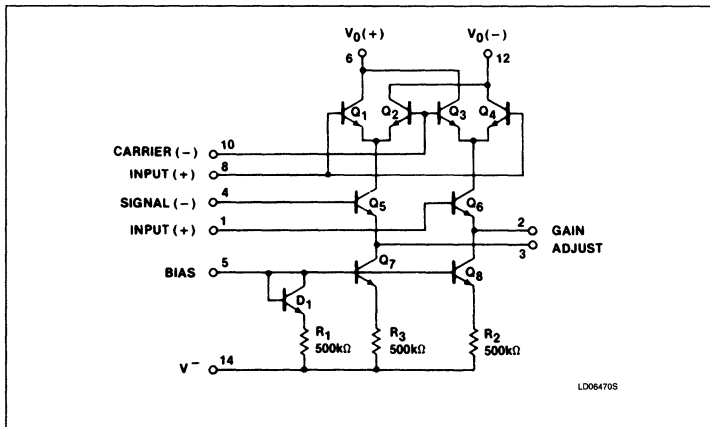 V0(+) V0(-)
6 12
Q1 Q2 Q3 Q4
CARRIER (-) 10
INPUT (+) 8
SIGNAL (-) 4 Q5 Q6
INPUT (+) 1
2 GAIN
3 ADJUST
BIAS 5 Q7 Q8
D1
R1 500kΩ R3 500kΩ R2 500kΩ
V- 14
LD06470S